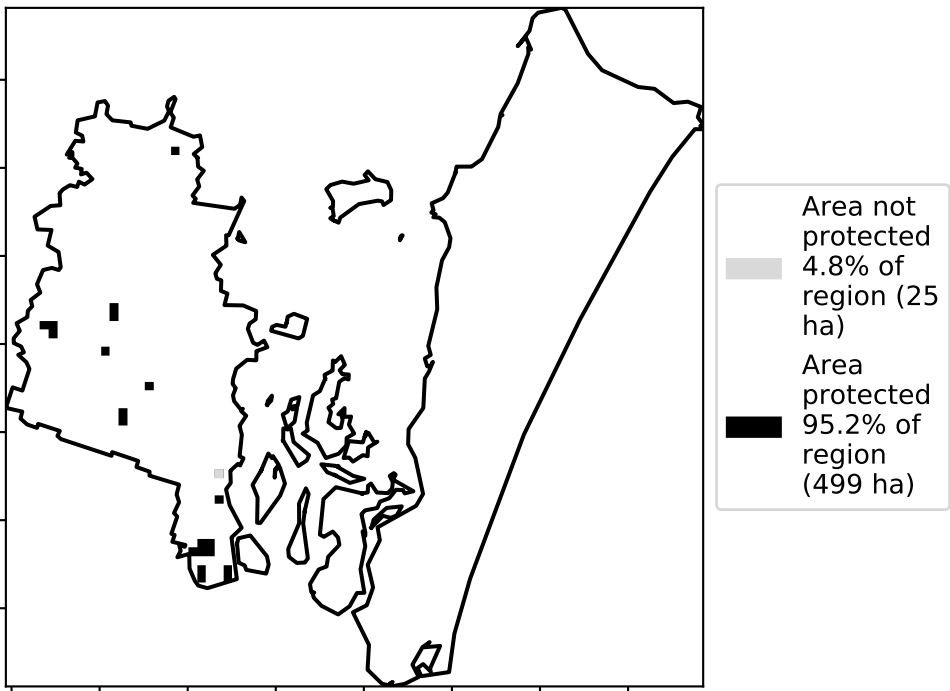 Area not
protected
4.8% of
region (25
ha)
Area
protected
95.2% of
region
(499 ha)